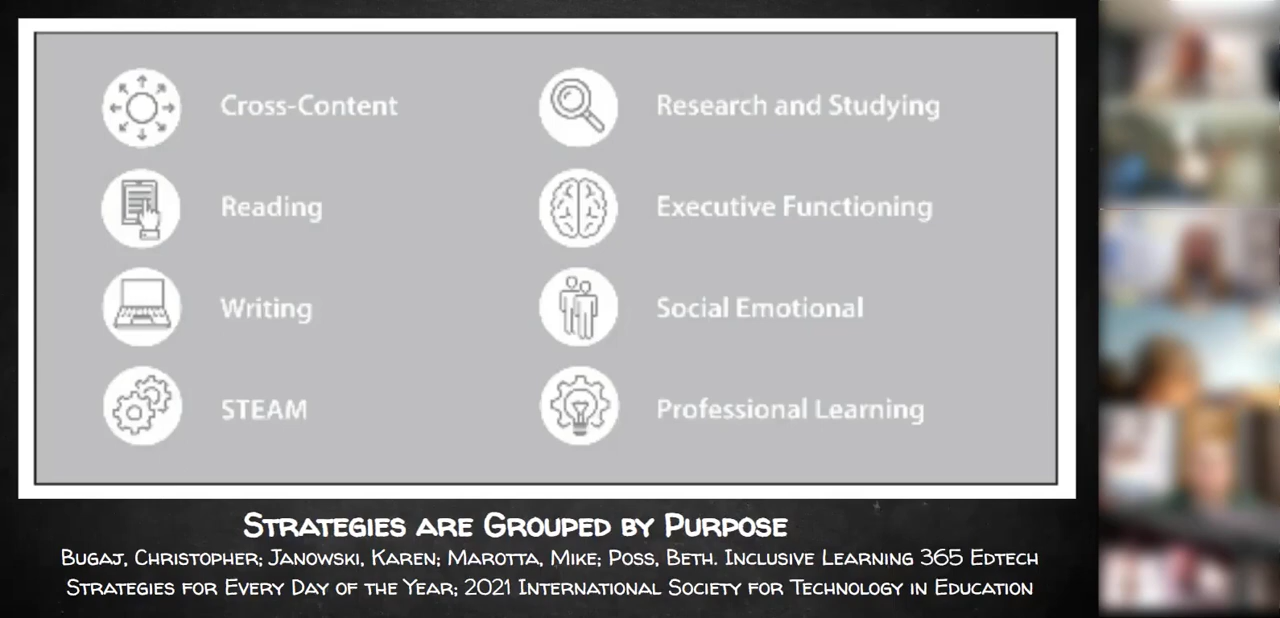 Cross-Content
Research and Studying
Reading
Executive Functioning
Writing
Social Emotional
STEAM
Professional Learning
Strategies are Grouped by Purpose
Bugaj, Christopher; Janowski, Karen; Marotta, Mike; Poss, Beth. Inclusive Learning 365 Edtech
Strategies for Every Day of the Year; 2021 International Society for Technology in Education